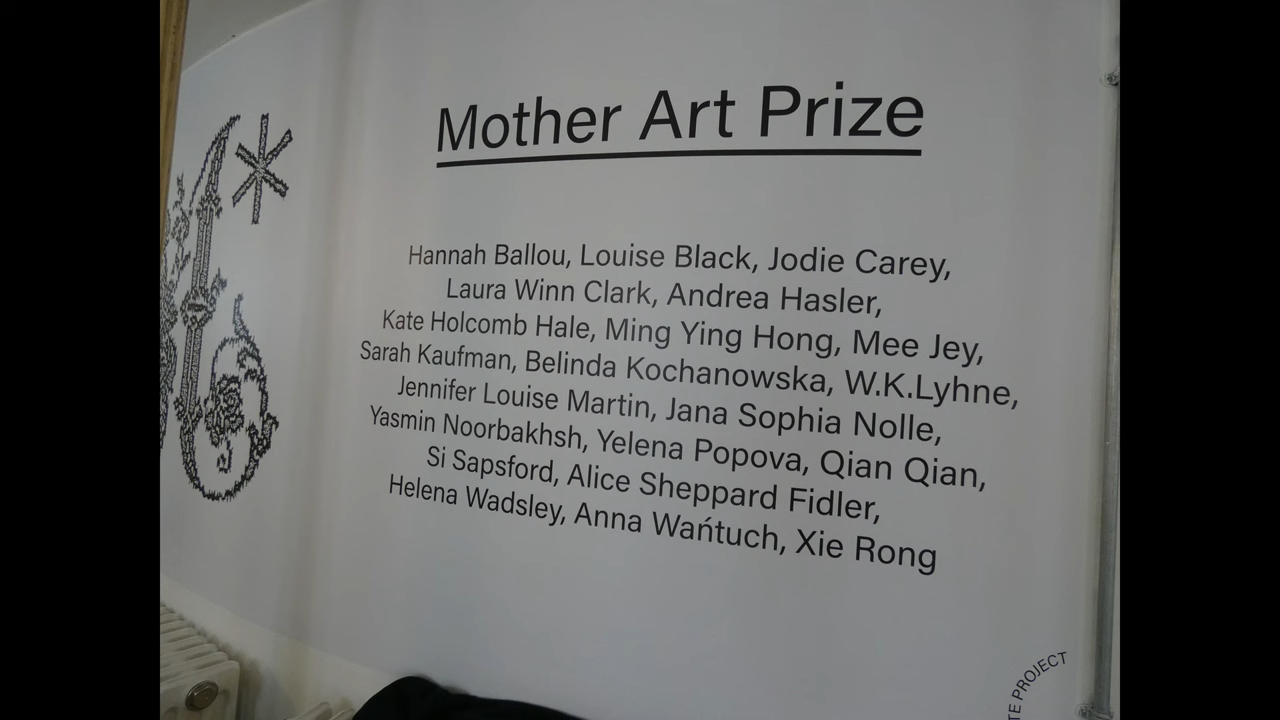 Mother Art Prize
Hannah Ballou, Louise Black, Jodie Carey,
Laura Winn Clark, Andrea Hasler,
Kate Holcomb Hale, Ming Ying Hong, Mee Jey,
Sarah Kaufman, Belinda Kochanowska, W.K.Lyhne,
Jennifer Louise Martin, Jana Sophia Nolle,
Yasmin Noorbakhsh, Yelena Popova, Qian Qian,
Si Sapsford, Alice Sheppard Fidler,
Helena Wadsley, Anna Wańtuch, Xie Rong
PROJECT